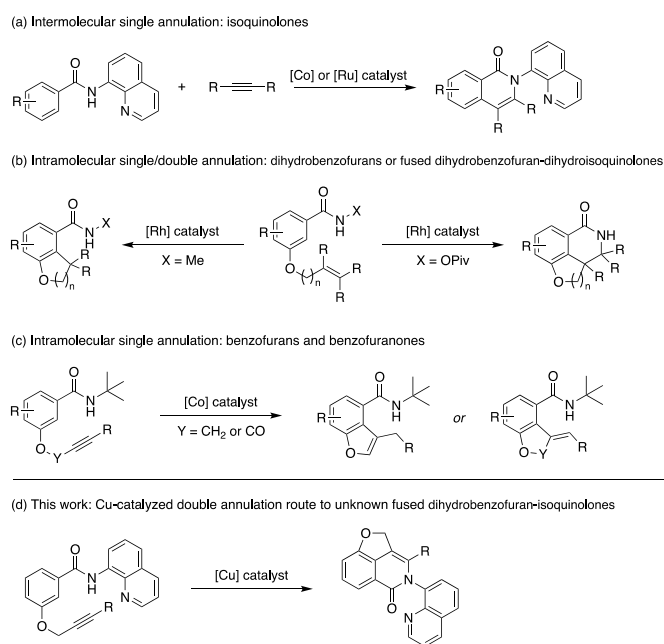 (a) Intermolecular single annulation: isoquinolones
R
O
N
H
N
+
R
R
[Co] or [Ru] catalyst
R
O
N
N
R
R
(b) Intramolecular single/double annulation: dihydrobenzofurans or fused dihydrobenzofuran-dihydroisoquinolones
R
O
X
N
H
R
R
O
n
[Rh] catalyst
X = Me
R
O
X
N
H
O
n
R
R
R
[Rh] catalyst
X = OPiv
R
O
NH
R
R
R
O
n
(c) Intramolecular single annulation: benzofurans and benzofuranones
R
O
N
H
O
Y
R
[Co] catalyst
Y = CH2 or CO
R
O
N
H
O
R
or
R
O
N
H
O
Y
R
(d) This work: Cu-catalyzed double annulation route to unknown fused dihydrobenzofuran-isoquinolones
O
N
H
N
O
R
[Cu] catalyst
O
R
N
O
N